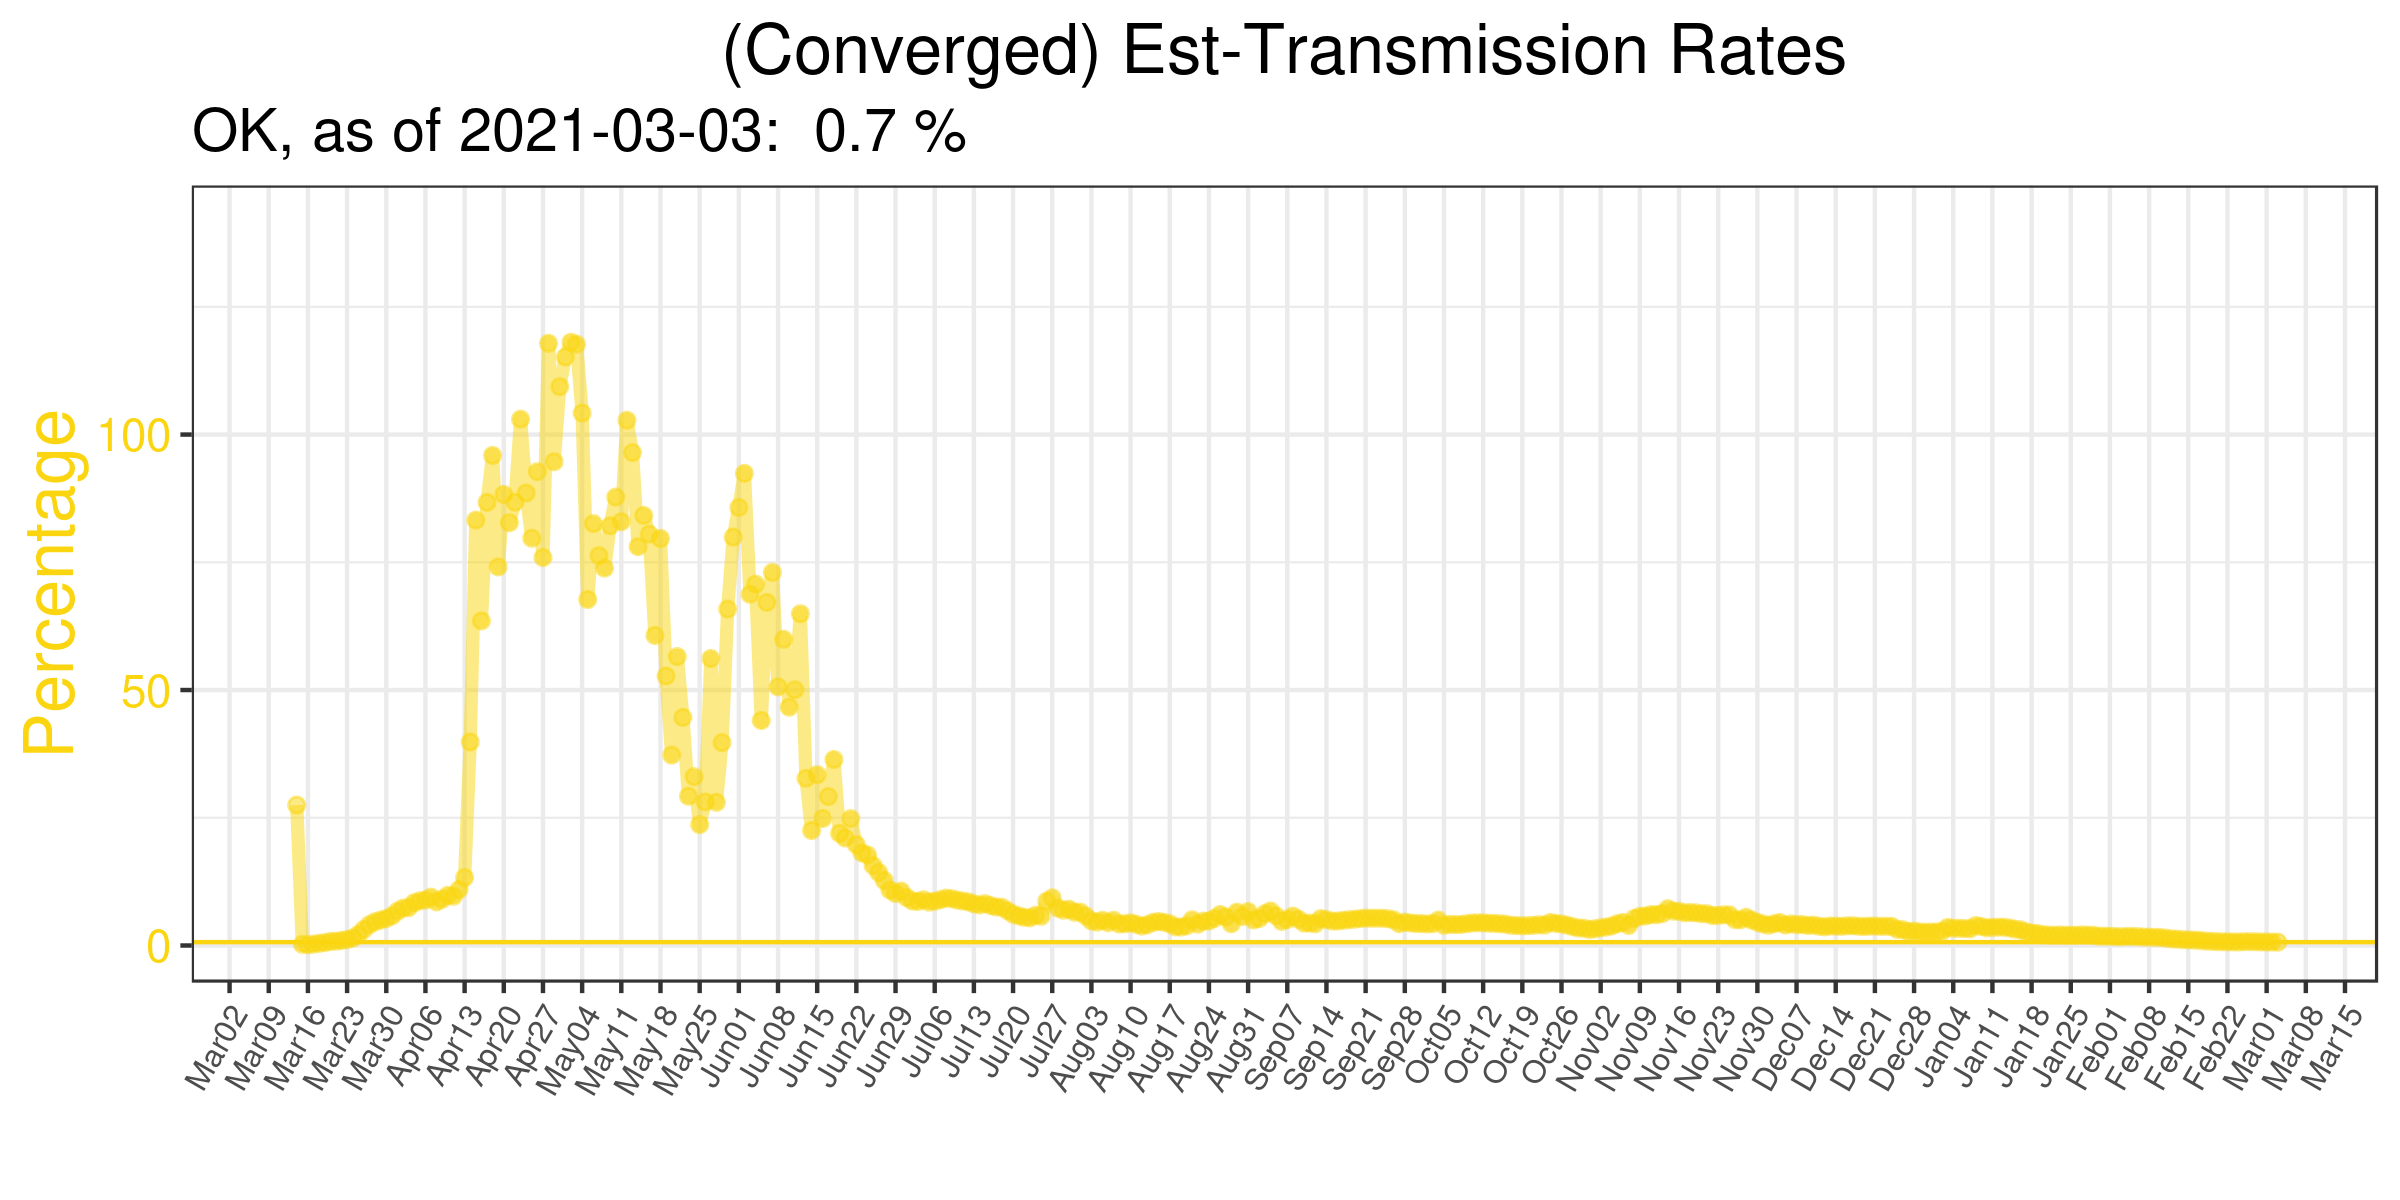 (Converged) Est-Transmission Rates
OK, as of 2021-03-03:  0.7 %
Percentage
100
50
0
Mar02 Mar09 Mar16 Mar23 Mar30 Apr06 Apr13 Apr20 Apr27 May04 May11 May18 May25 Jun01 Jun08 Jun15 Jun22 Jun29 Jul06 Jul13 Jul20 Jul27 Aug03 Aug10 Aug17 Aug24 Aug31 Sep07 Sep14 Sep21 Sep28 Oct05 Oct12 Oct19 Oct26 Nov02 Nov09 Nov16 Nov23 Nov30 Dec07 Dec14 Dec21 Dec28 Jan04 Jan11 Jan18 Jan25 Feb01 Feb08 Feb15 Feb22 Mar01 Mar08 Mar15